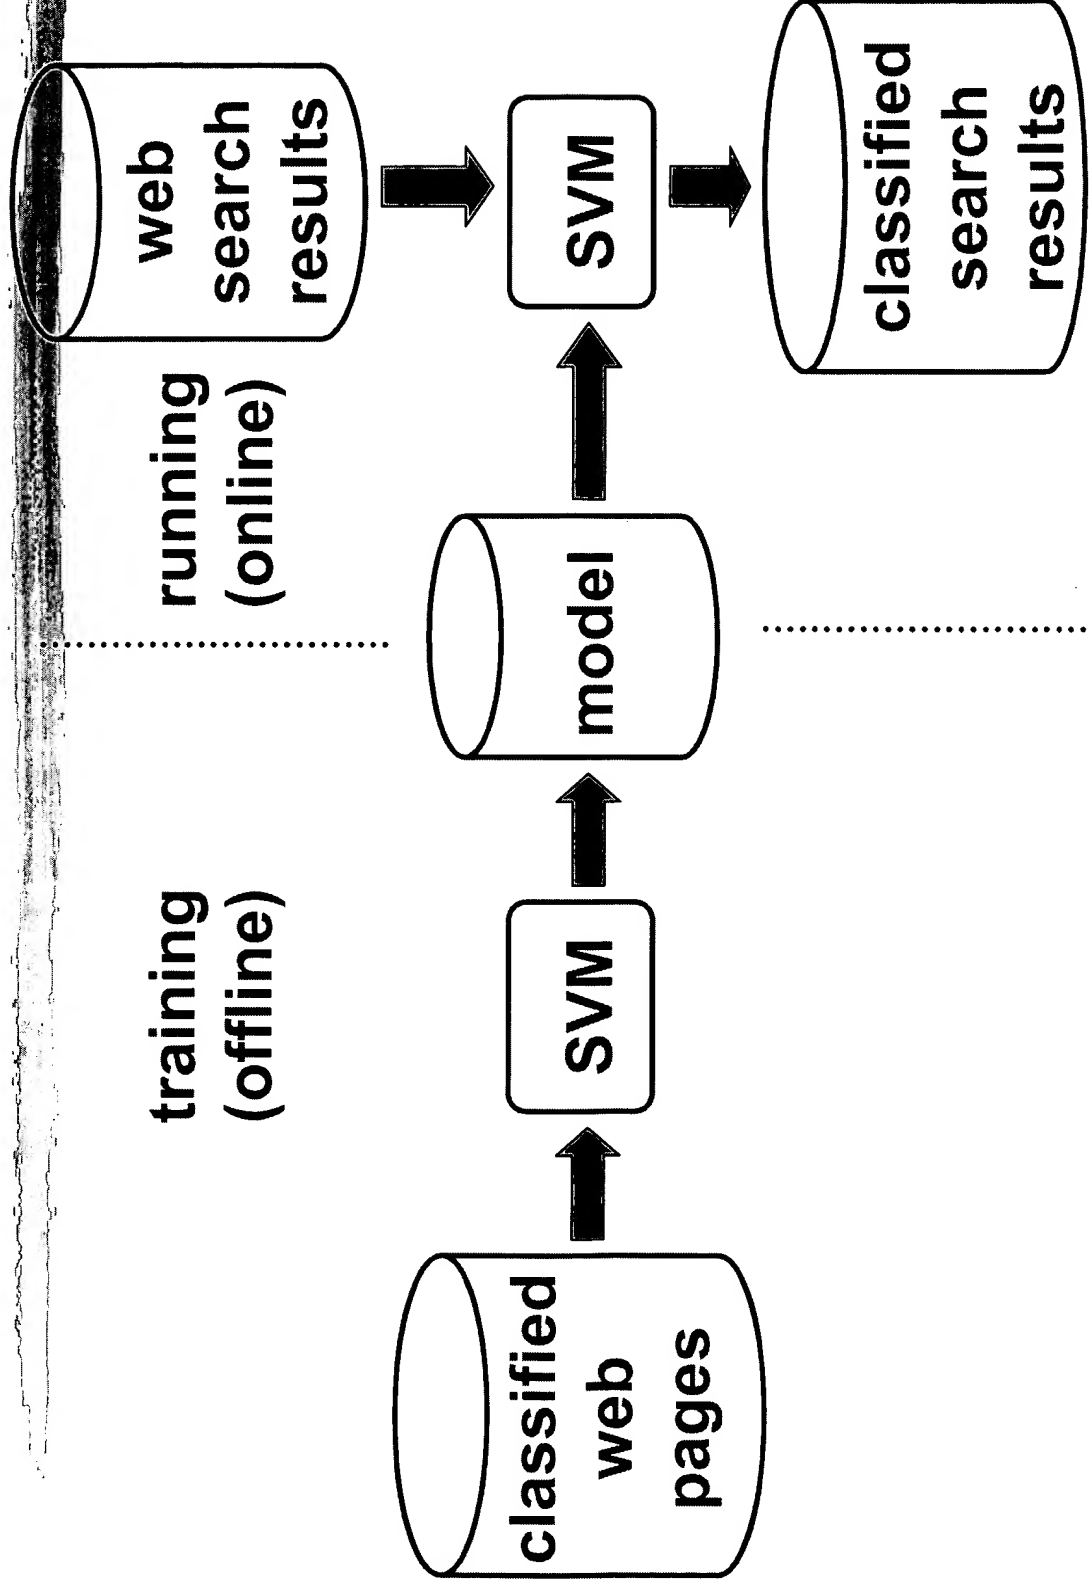 training
(offline)
running
(online)
web
search
results
classified
web
pages
SVM
model
SVM
classified
search
results